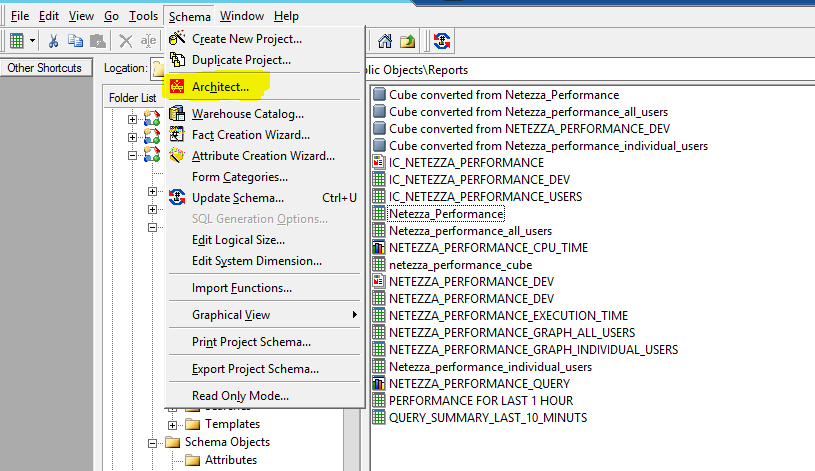 File Edit View Go Tools Schema Window Help
Other Shortcuts
Location:
Folder List
Create New Project...
Duplicate Project...
Architect...
Warehouse Catalog...
Fact Creation Wizard...
Attribute Creation Wizard...
Form Categories...
Update Schema... Ctrl+U
SQL Generation Options...
Edit Logical Size...
Edit System Dimension...
Import Functions...
Graphical View
Print Project Schema...
Export Project Schema...
Read Only Mode...
Templates
Schema Objects
Attributes
lic Objects\Reports
Cube converted from Netezza_Performance
Cube converted from Netezza_performance_all_users
Cube converted from NETEZZA_PERFORMANCE_DEV
Cube converted from Netezza_performance_individual_users
IC_NETEZZA_PERFORMANCE
IC_NETEZZA_PERFORMANCE_DEV
IC_NETEZZA_PERFORMANCE_USERS
Netezza_Performance
Netezza_performance_all_users
NETEZZA_PERFORMANCE_CPU_TIME
netezza_performance_cube
NETEZZA_PERFORMANCE_DEV
NETEZZA_PERFORMANCE_DEV
NETEZZA_PERFORMANCE_EXECUTION_TIME
NETEZZA_PERFORMANCE_GRAPH_ALL_USERS
NETEZZA_PERFORMANCE_GRAPH_INDIVIDUAL_USERS
Netezza_performance_individual_users
NETEZZA_PERFORMANCE_QUERY
PERFORMANCE FOR LAST 1 HOUR
QUERY_SUMMARY_LAST_10_MINUTS